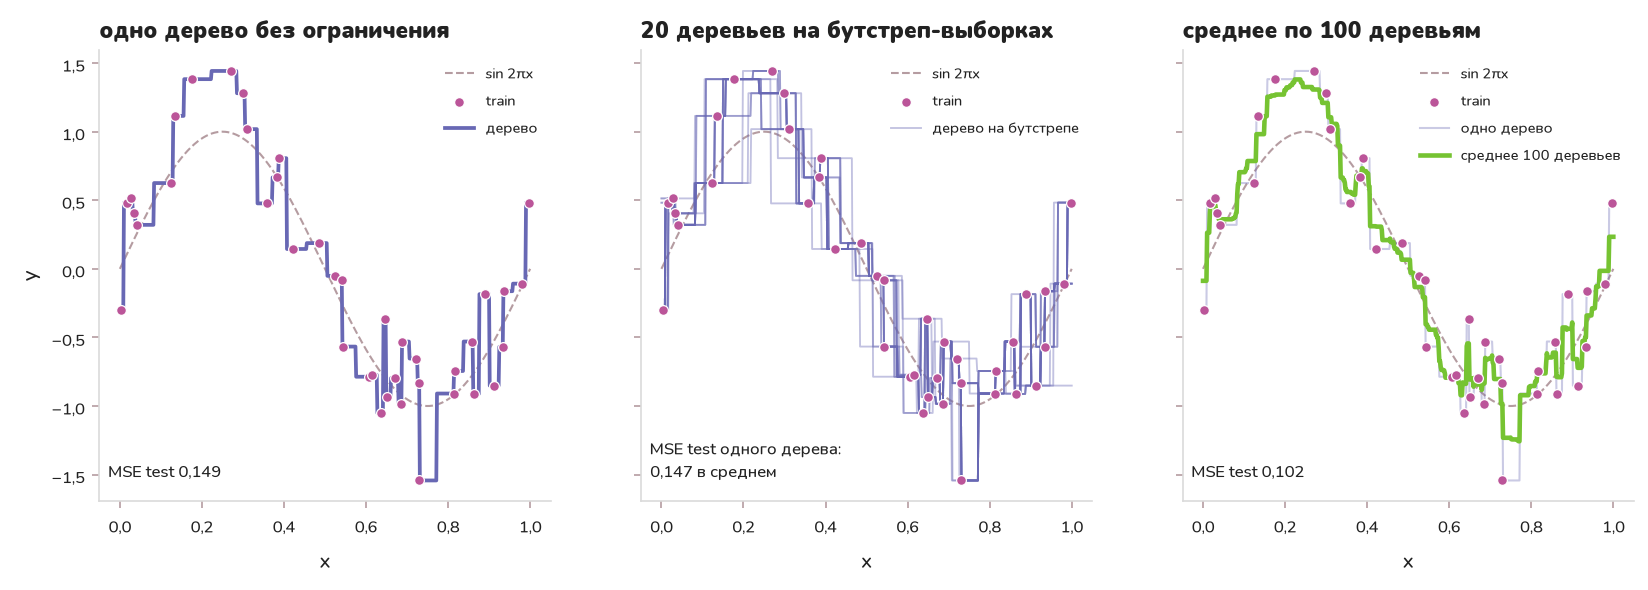 одно дерево без ограничения
sin 2πx
train
дерево
1,5
1,0
0,5
0,0
−0,5
−1,0
−1,5
y
MSE test 0,149
0,0 0,2 0,4 0,6 0,8 1,0
x
20 деревьев на бутстреп-выборках
sin 2πx
train
дерево на бутстрепе
MSE test одного дерева:
0,147 в среднем
0,0 0,2 0,4 0,6 0,8 1,0
x
среднее по 100 деревьям
sin 2πx
train
одно дерево
среднее 100 деревьев
MSE test 0,102
0,0 0,2 0,4 0,6 0,8 1,0
x